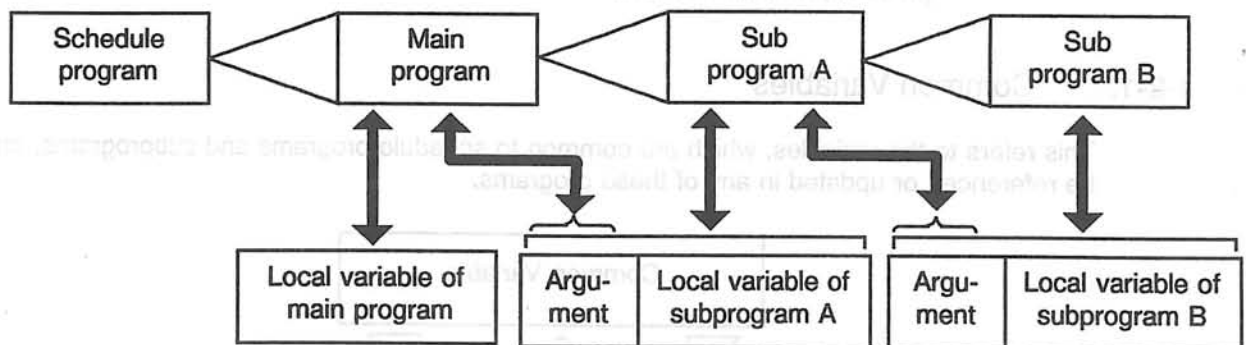 Schedule
program
Main
program
Sub
program A
Sub
program B
Local variable of
main program
Argu-
ment
Local variable of
subprogram A
Argu-
ment
Local variable of
subprogram B